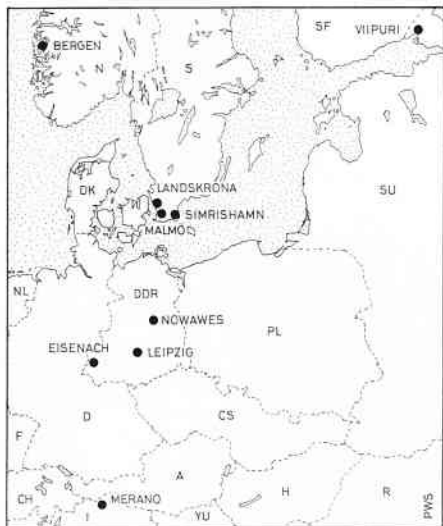 SF
VIIPURI
BERGEN
N
S
DK
LANDSKRONA
SIMRISHAMN
MALMÖ
SU
NL
DDR
NOWAWES
PL
EISENACH
LEIPZIG
D
CS
F
A
CH
MERANO
I
YU
H
R
PWS